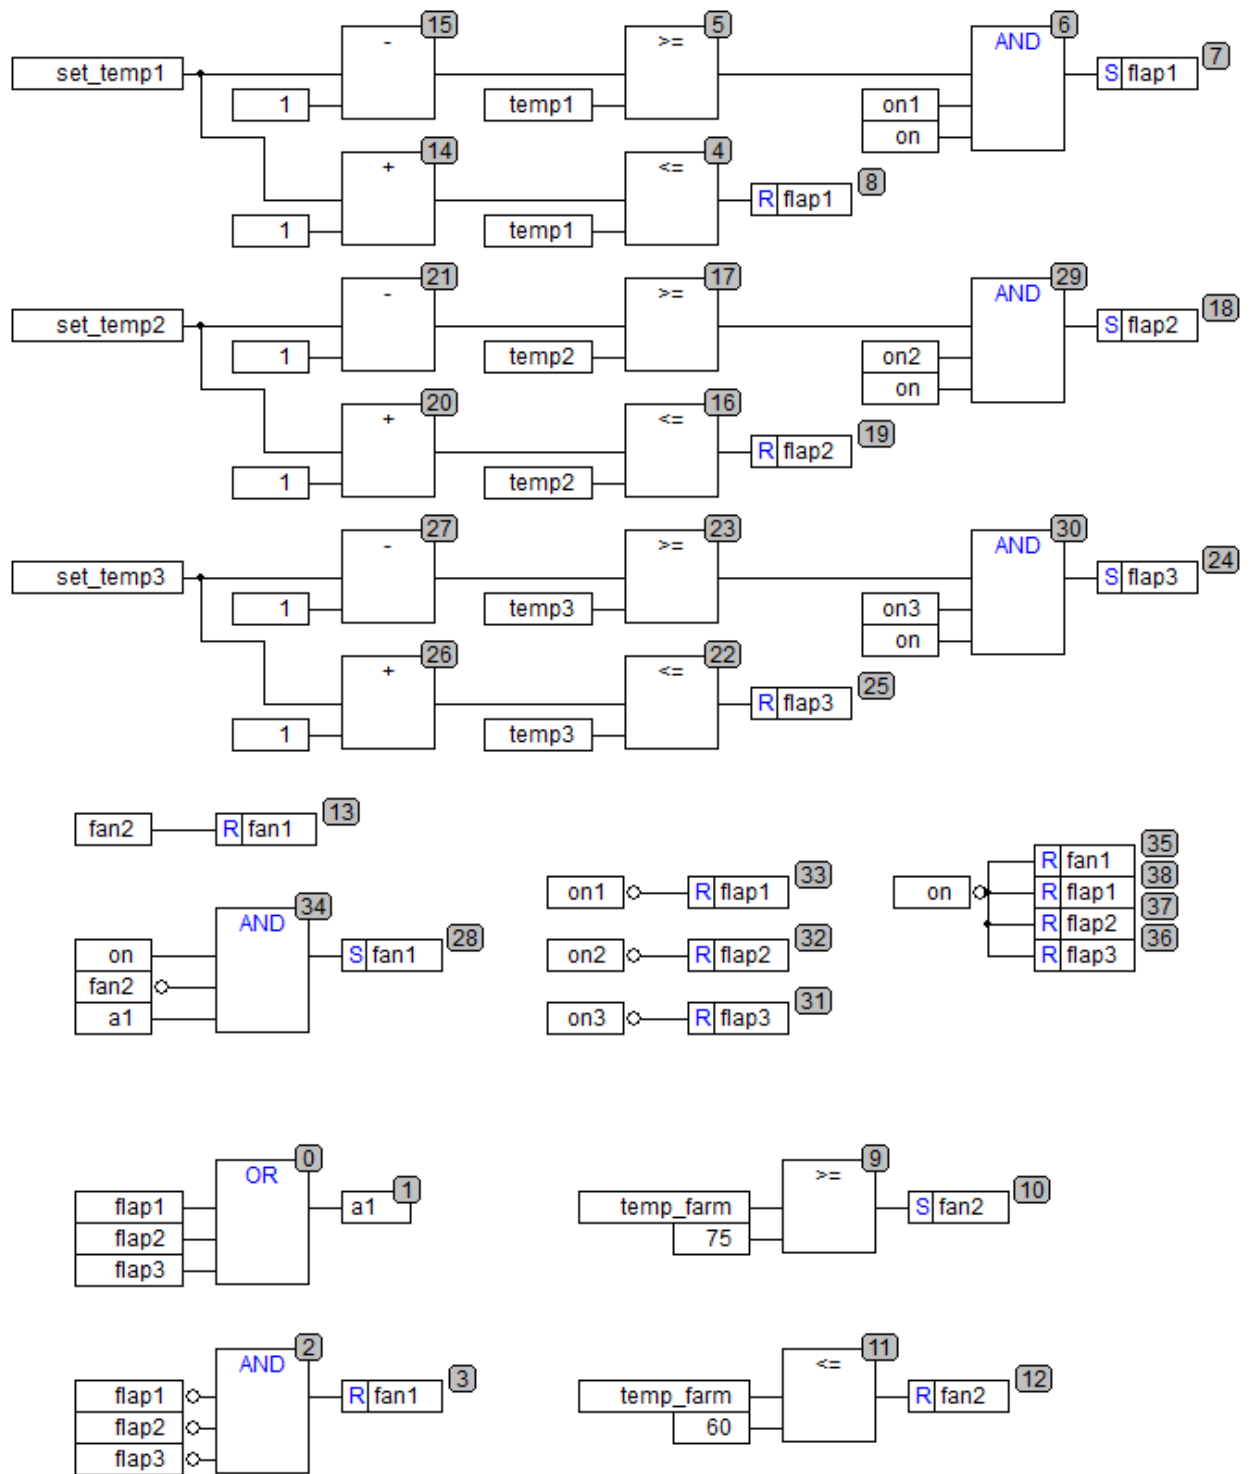 15 5 6
- >= AND 7
set_temp1 S flap1
1 temp1 on1
on
14 4
+ <= 8
R flap1
1 temp1
21 17 29
- >= AND 18
set_temp2 S flap2
1 temp2 on2
on
20 16
+ <= 19
R flap2
1 temp2
27 23 30
- >= AND 24
set_temp3 S flap3
1 temp3 on3
on
26 22
+ <= 25
R flap3
1 temp3
13
fan2 R fan1
35
R fan1
33 38
on1 R flap1 on R flap1
34 37
AND R flap2
28 32 36
on S fan1 on2 R flap2 R flap3
fan2
31
a1 on3 R flap3
0 9
OR 1 >= 10
flap1 a1 temp_farm S fan2
flap2 75
flap3
2 11
AND 3 <= 12
flap1 R fan1 temp_farm R fan2
flap2 60
flap3